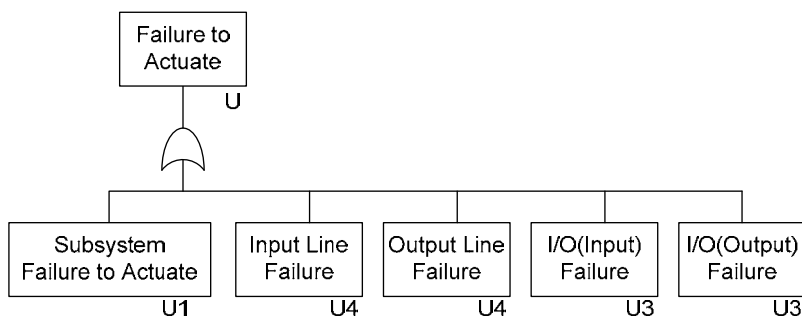 Failure to
Actuate
U
Subsystem
Failure to Actuate
U1
Input Line
Failure
U4
Output Line
Failure
U4
I/O(Input)
Failure
U3
I/O(Output)
Failure
U3